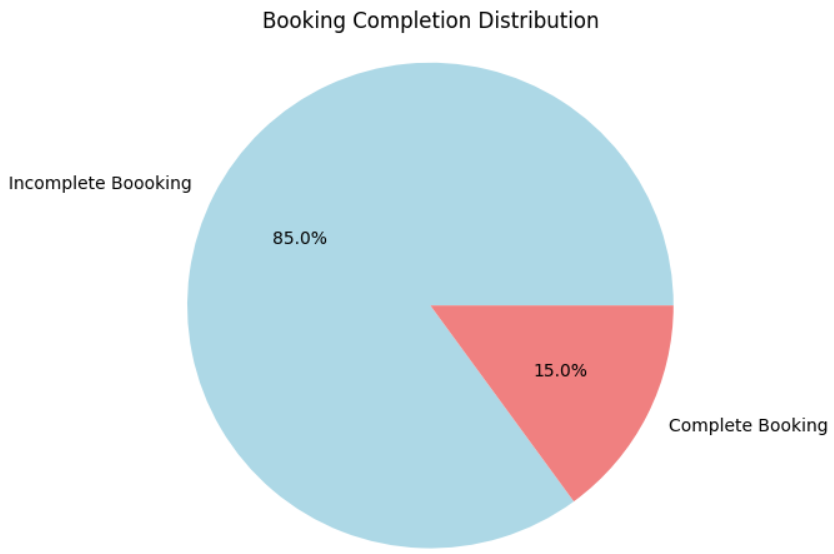 Booking Completion Distribution
Incomplete Boooking
85.0%
15.0%
Complete Booking